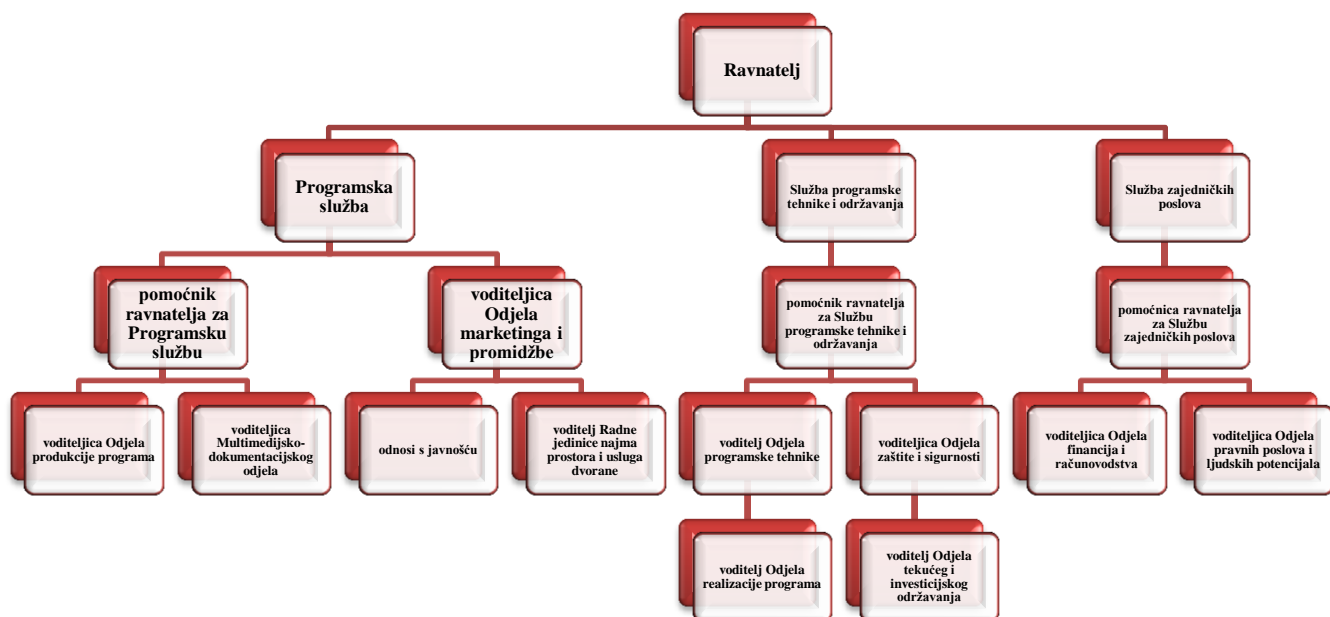 Ravnatelj
Programska
služba
Služba programske
tehnike i održavanja
Služba zajedničkih
poslova
pomoćnik
ravnatelja za
Programsku
službu
voditeljica
Odjela
marketinga i
promidžbe
pomoćnik ravnatelja
za Službu
programske tehnike i
održavanja
pomoćnica ravnatelja
za Službu
zajedničkih poslova
voditeljica Odjela
produkcije programa
voditeljica
Multimedijsko-
dokumentacijskog
odjela
odnosi s javnošću
voditelj Radne
jedinice najma
prostora i usluga
dvorane
voditelj Odjela
programske tehnike
voditeljica Odjela
zaštite i sigurnosti
voditeljica Odjela
financija i
računovodstva
voditeljica Odjela
pravnih poslova i
ljudskih potencijala
voditelj Odjela
realizacije programa
voditelj Odjela
tekućeg i
investicijskog
održavanja